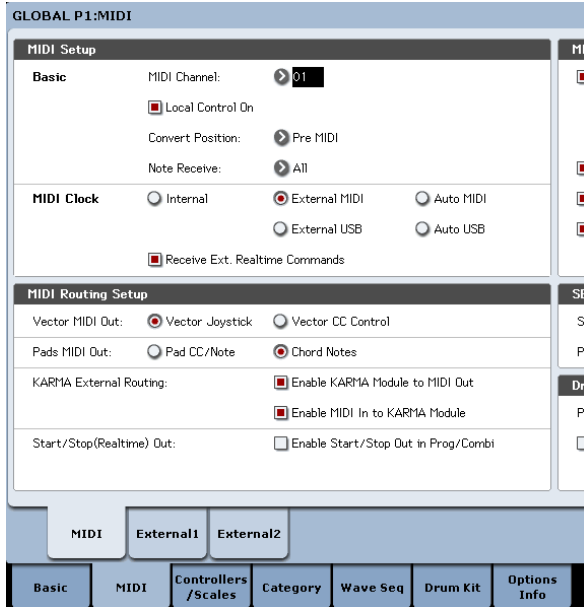 GLOBAL P1:MIDI
MIDI Setup
Basic MIDI Channel: 01
Local Control On
Convert Position: Pre MIDI
Note Receive: All
MIDI Clock Internal External MIDI Auto MIDI
External USB Auto USB
Receive Ext. Realtime Commands
MIDI Routing Setup
Vector MIDI Out: Vector Joystick Vector CC Control
Pads MIDI Out: Pad CC/Note Chord Notes
KARMA External Routing: Enable KARMA Module to MIDI Out
Enable MIDI In to KARMA Module
Start/Stop(Realtime) Out: Enable Start/Stop Out in Prog/Combi
MIDI External1 External2
Basic MIDI Controllers /Scales Category Wave Seq Drum Kit Options Info